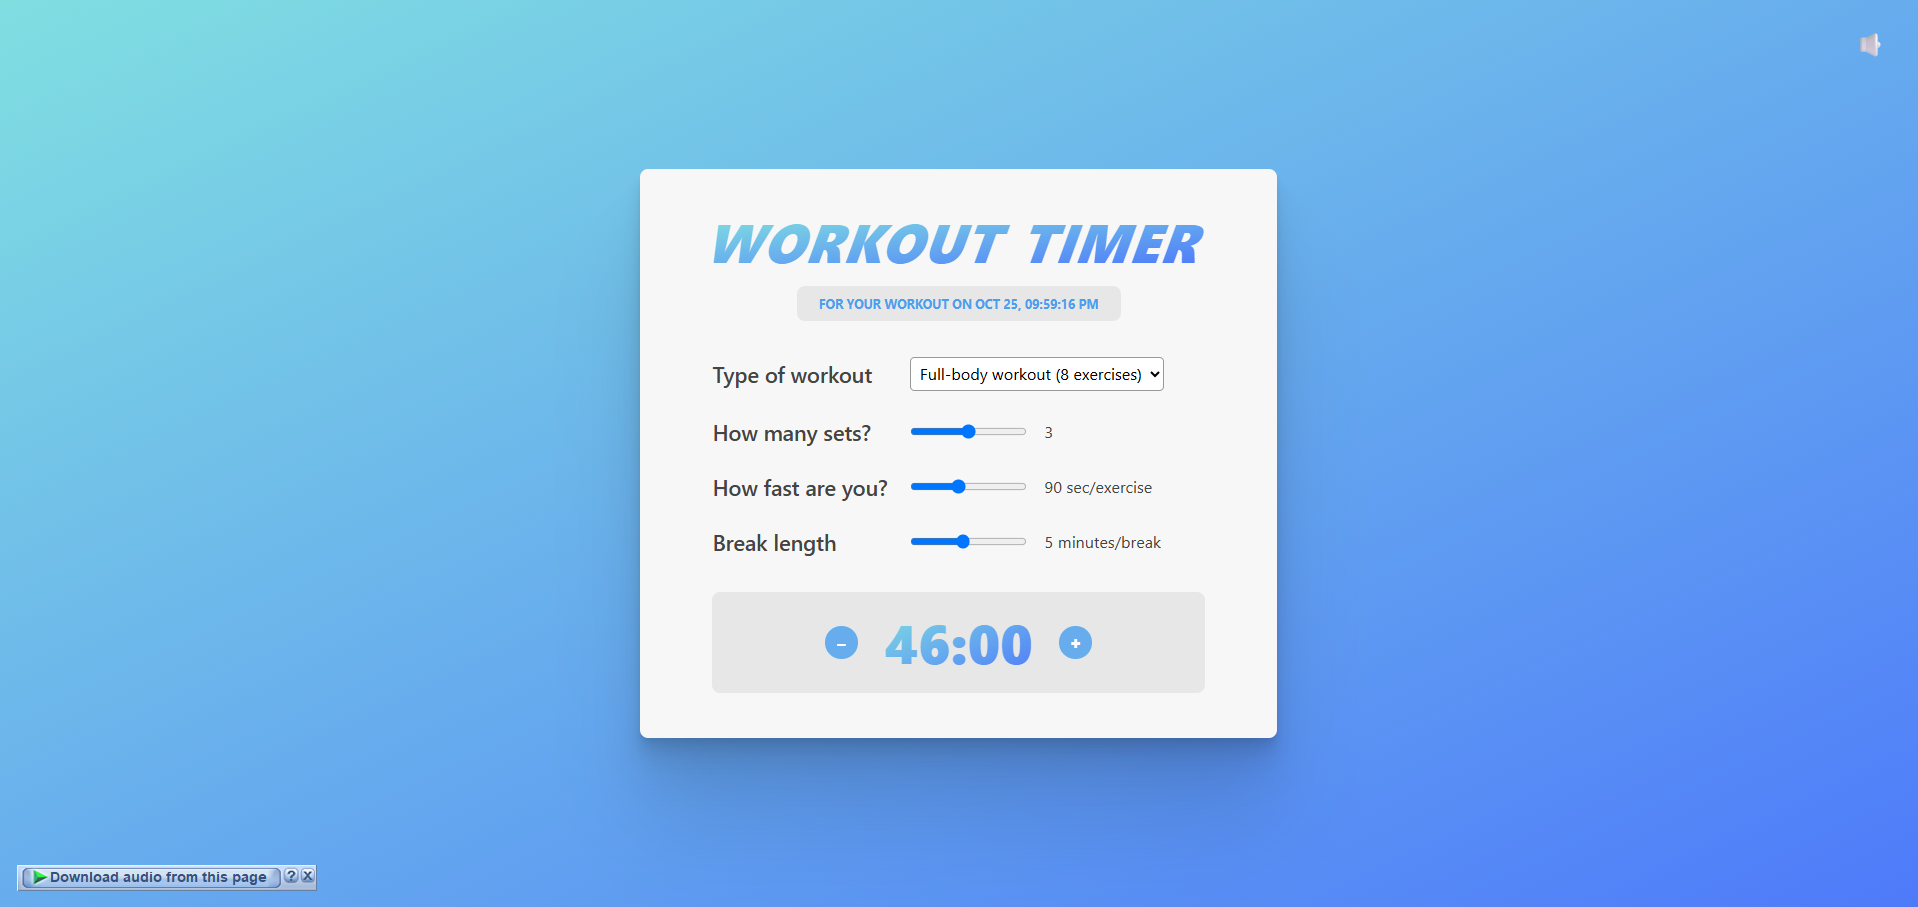 WORKOUT TIMER
FOR YOUR WORKOUT ON OCT 25, 09:59:16 PM
Type of workout Full-body workout (8 exercises)
How many sets? 3
How fast are you? 90 sec/exercise
Break length 5 minutes/break
– 46:00 +
Download audio from this page ? X